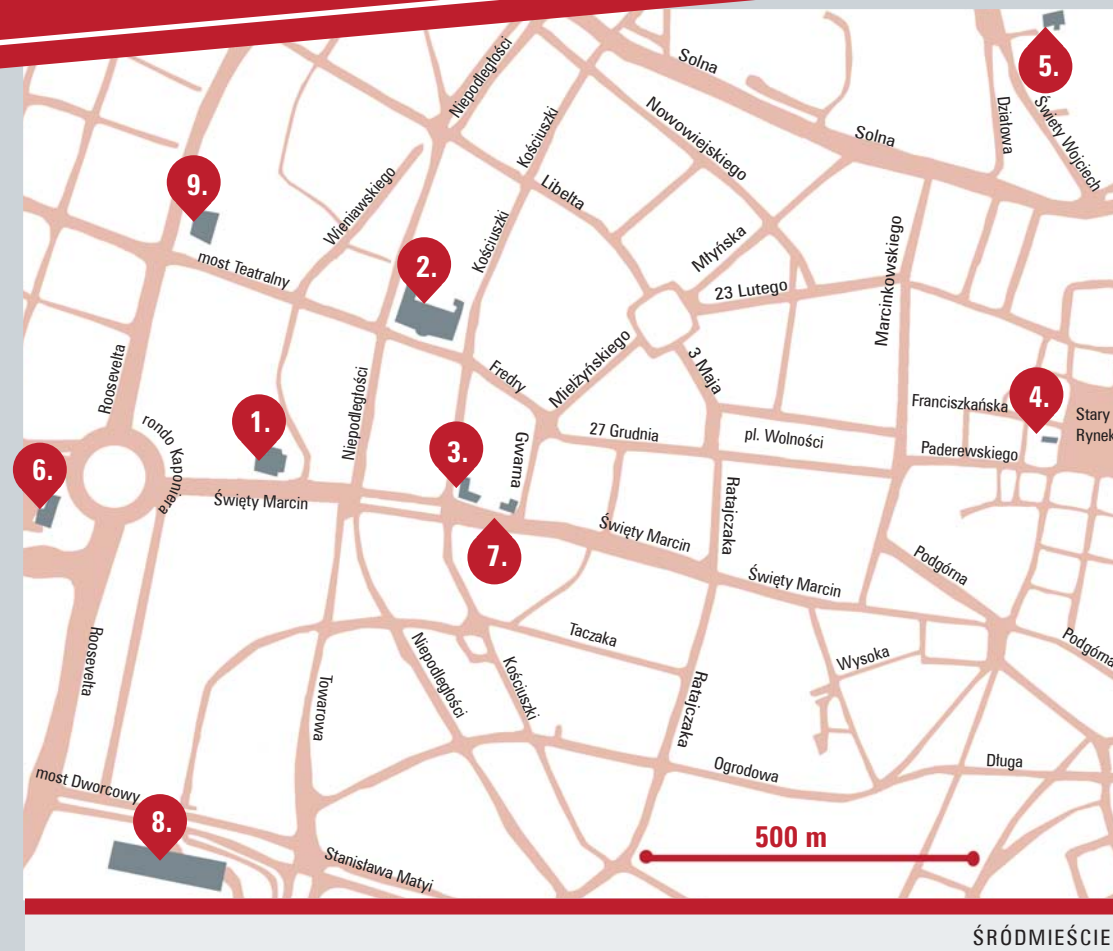 Niepodległości
Solna
5.
Kościuszki
Nowowiejskiego
Działowa
Święty Wojciech
Solna
9.
Wieniawskiego
Libelta
Kościuszki
Młyńska
Marcinkowskiego
2.
most Teatralny
23 Lutego
Roosevelta
Niepodległości
Fredry
Mielżyńskiego
3 Maja
Franciszkańska
4.
Stary
Rynek
rondo Kaponiera
1.
27 Grudnia
pl. Wolności
Paderewskiego
6.
3.
Gwarna
Święty Marcin
Ratajczaka
7.
Święty Marcin
Podgórna
Święty Marcin
Roosevelta
Taczaka
Podgórna
Niepodległości
Kościuszki
Wysoka
Towarowa
Ratajczaka
most Dworcowy
Ogrodowa
Długa
8.
500 m
Stanisława Matyi
ŚRÓDMIEŚCIE